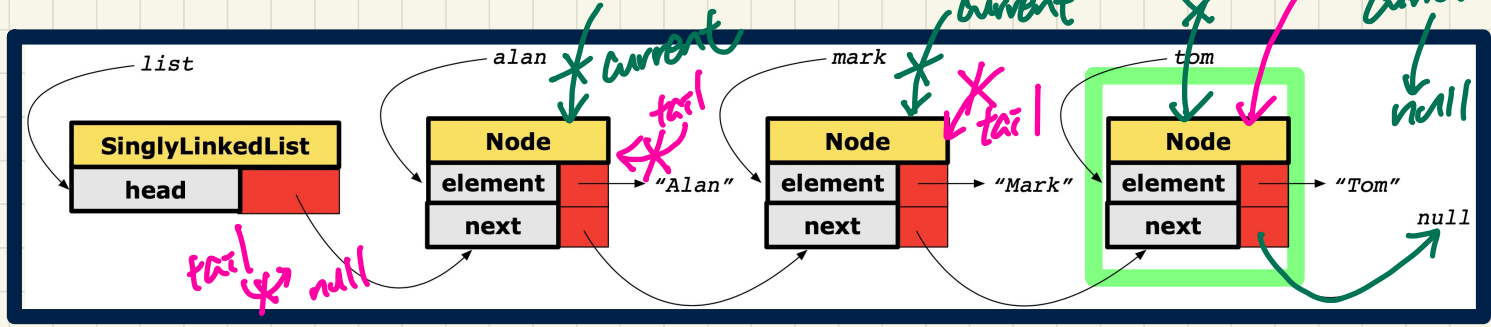 current
list
alan
current
mark
tom
null
tail
tail
SinglyLinkedList
head
Node
element
"Alan"
next
Node
element
"Mark"
next
Node
element
"Tom"
next
null
tail
null